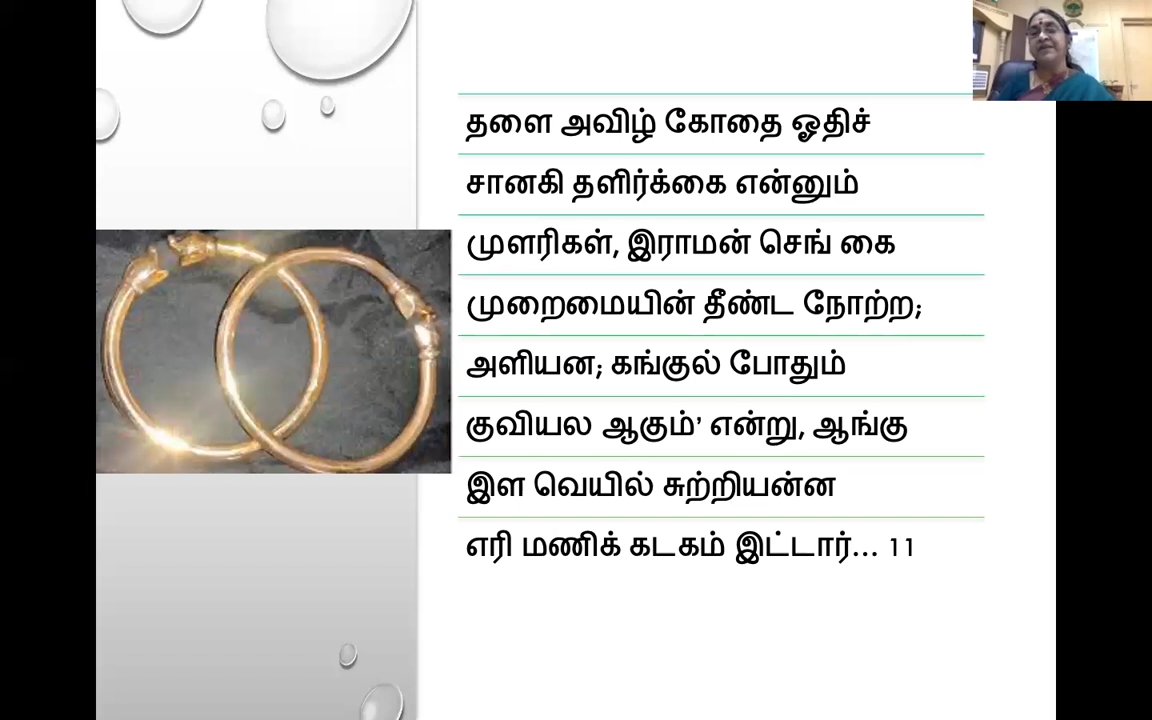 தளை அவிழ் கோதை ஓதிச்
சானகி தளிர்க்கை என்னும்
முளரிகள், இராமன் செங் கை
முறைமையின் தீண்ட நோற்ற;
அளியன; கங்குல் போதும்
குவியல ஆகும்’ என்று, ஆங்கு
இள வெயில் சுற்றியன்ன
எரி மணிக் கடகம் இட்டார்... 11